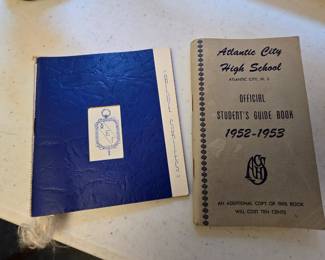 Atlantic City
High School
ATLANTIC CITY, N. J.
OFFICIAL
STUDENT'S GUIDE BOOK
1952-1953
ACHS
AN ADDITIONAL COPY OF THIS BOOK
WILL COST TEN CENTS